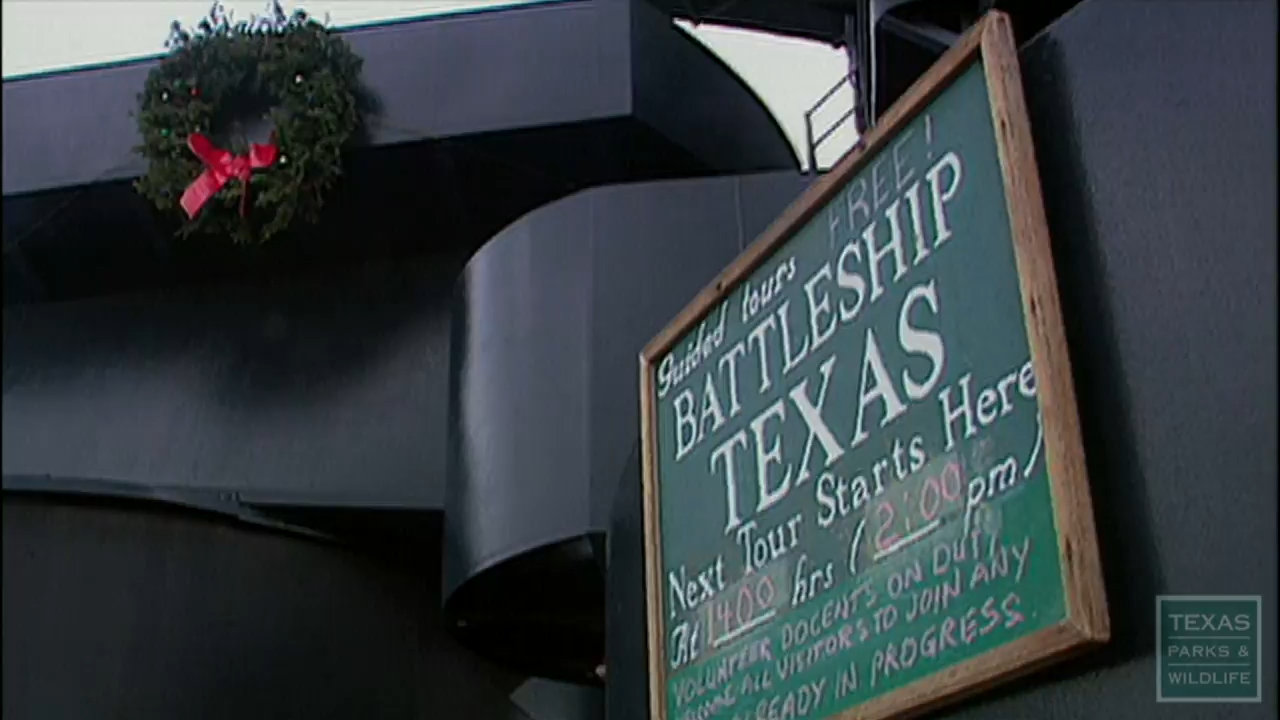 FREE!
Guided tours
BATTLESHIP
TEXAS
Next Tour Starts Here
At 1400 hrs (2:00 pm)
VOLUNTEER DOCENTS ON DUTY
ALL VISITORS TO JOIN ANY
ALREADY IN PROGRESS.
TEXAS
PARKS &
WILDLIFE